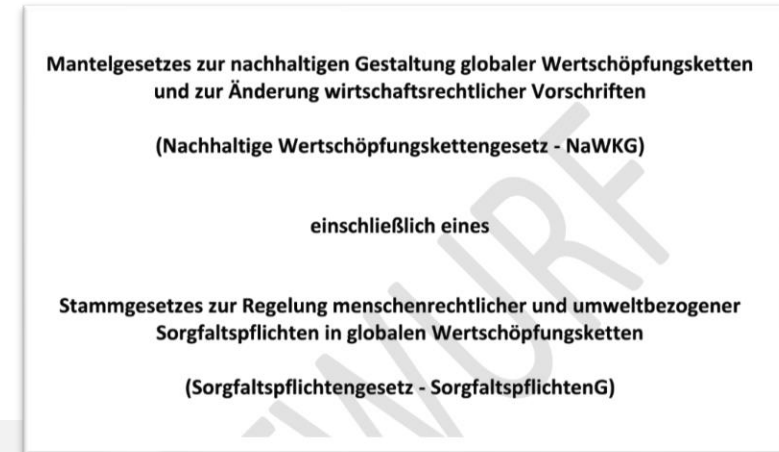 Mantelgesetzes zur nachhaltigen Gestaltung globaler Wertschöpfungsketten
und zur Änderung wirtschaftsrechtlicher Vorschriften
(Nachhaltige Wertschöpfungskettengesetz - NaWKG)
einschließlich eines
Stammgesetzes zur Regelung menschenrechtlicher und umweltbezogener
Sorgfaltspflichten in globalen Wertschöpfungsketten
(Sorgfaltspflichtengesetz - SorgfaltspflichtenG)